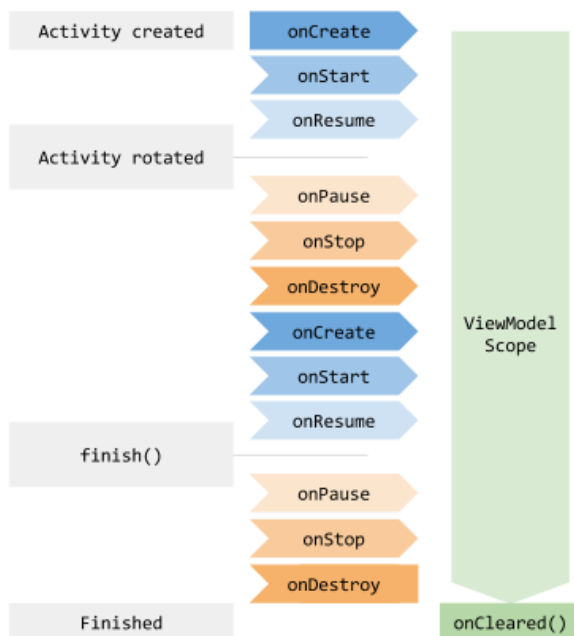 Activity created
onCreate
onStart
onResume
Activity rotated
onPause
onStop
onDestroy
onCreate
onStart
onResume
ViewModel
Scope
finish()
onPause
onStop
onDestroy
Finished
onCleared()